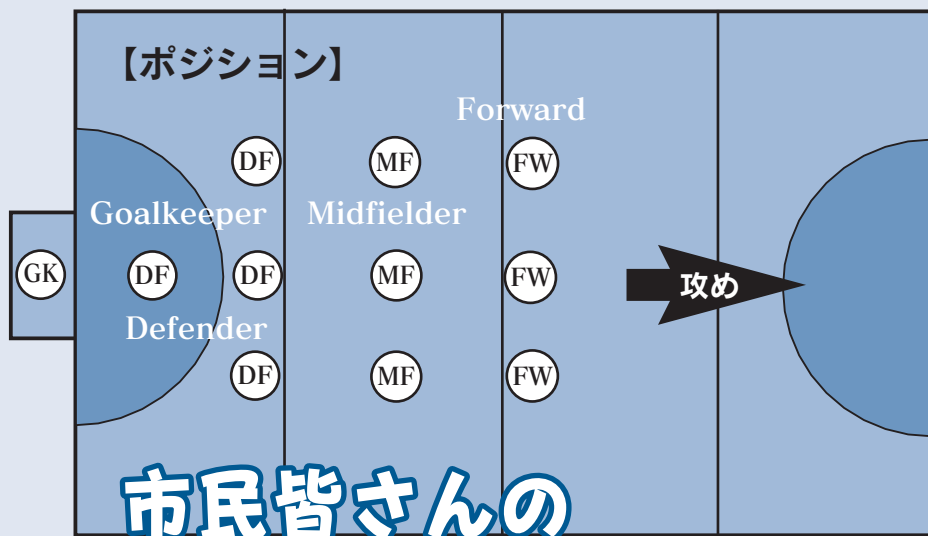 【ポジション】
Forward
DF MF FW
Goalkeeper Midfielder
GK DF DF MF FW 攻め
Defender
DF MF FW
市民皆さんの